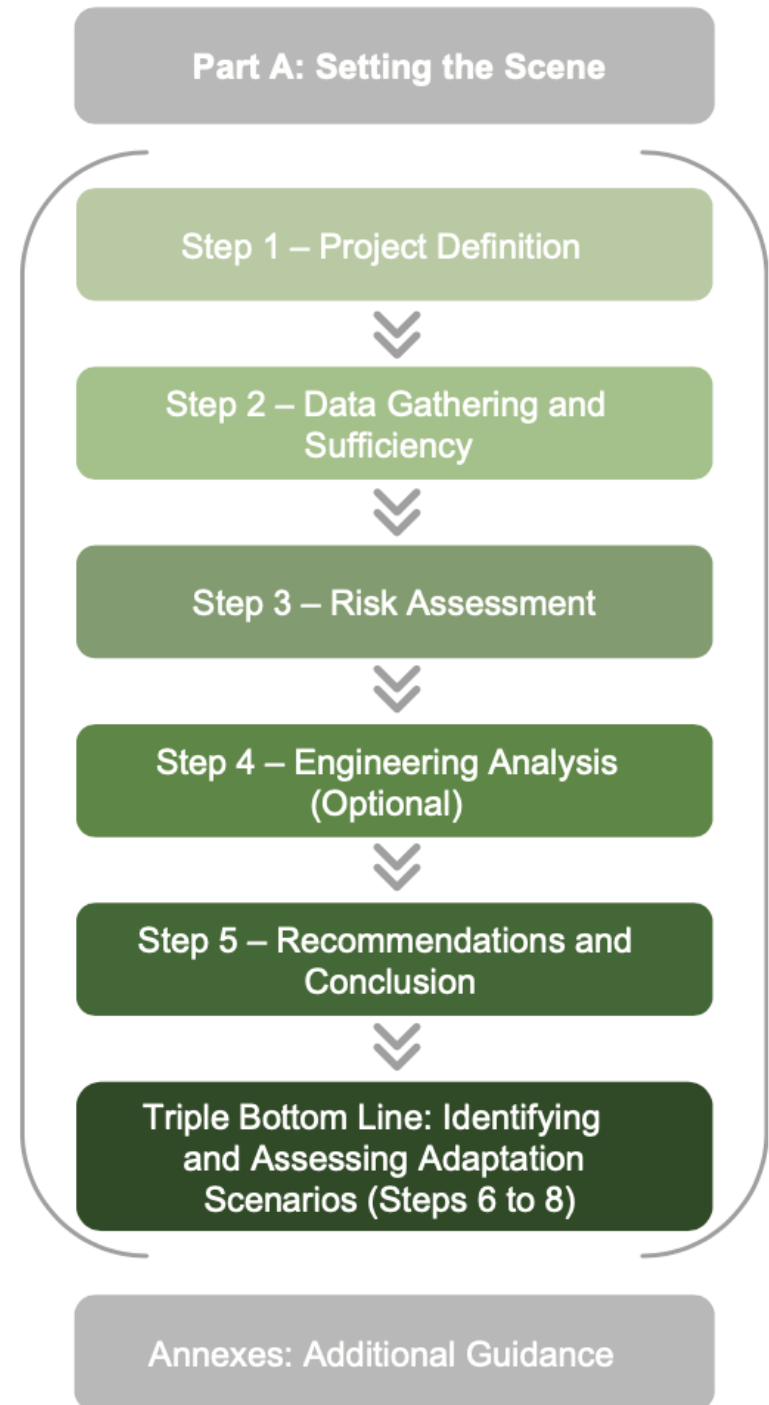 Part A: Setting the Scene
Step 1 – Project Definition
Step 2 – Data Gathering and
Sufficiency
Step 3 – Risk Assessment
Step 4 – Engineering Analysis
(Optional)
Step 5 – Recommendations and
Conclusion
Triple Bottom Line: Identifying
and Assessing Adaptation
Scenarios (Steps 6 to 8)
Annexes: Additional Guidance